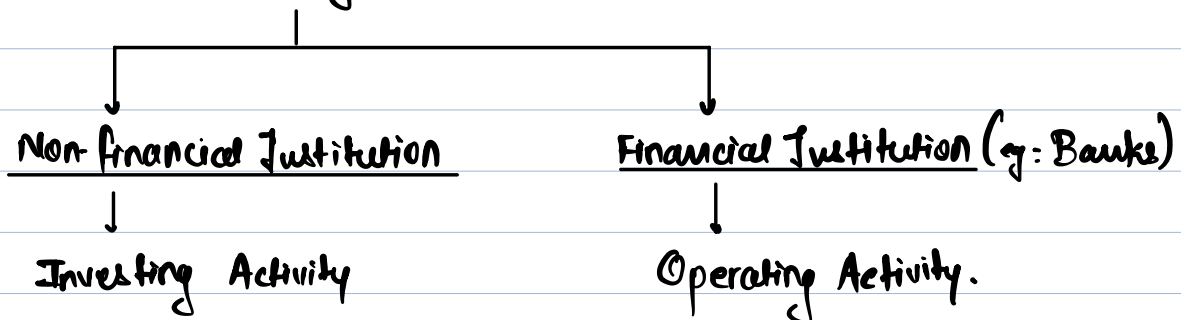 Non-financial Institution
Financial Institution (eg: Banks)
Investing Activity
Operating Activity.